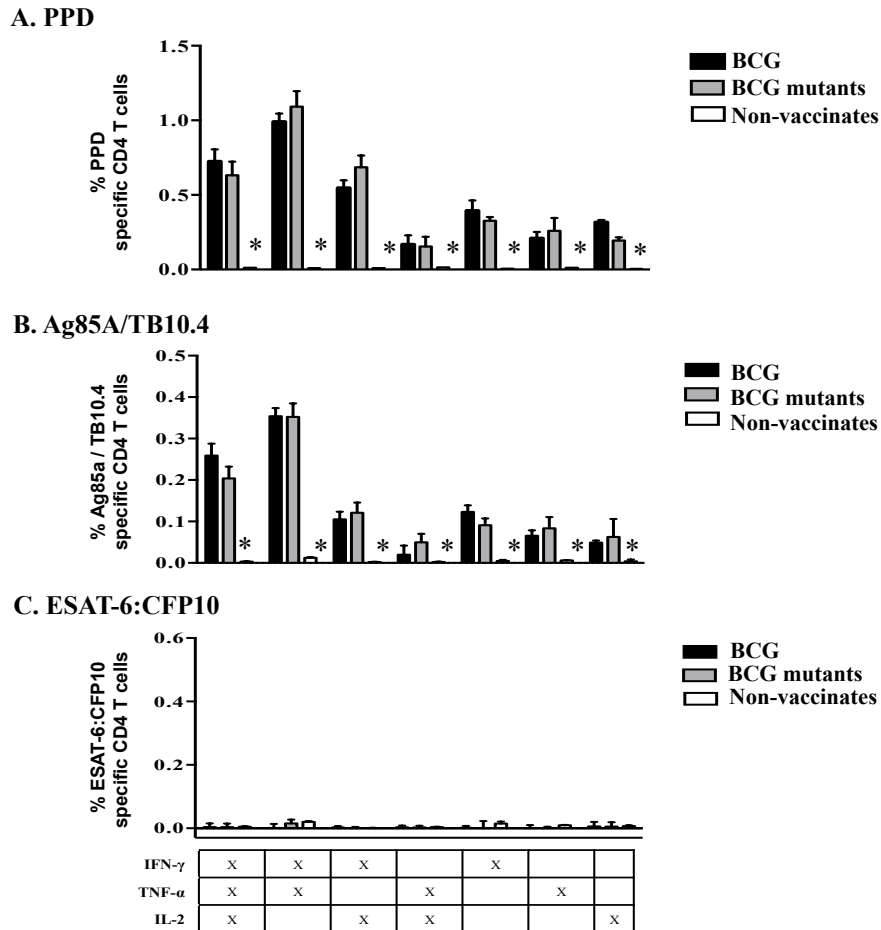 A. PPD
% PPD
specific CD4 T cells
1.5
1.0
0.5
0.0
* * * * * * *
BCG
BCG mutants
Non-vaccinates
B. Ag85A/TB10.4
% Ag85a / TB10.4
specific CD4 T cells
0.5
0.4
0.3
0.2
0.1
0.0
* * * * * * *
BCG
BCG mutants
Non-vaccinates
C. ESAT-6:CFP10
% ESAT-6:CFP10
specific CD4 T cells
0.6
0.4
0.2
0.0
BCG
BCG mutants
Non-vaccinates
IFN-γ X X X X
TNF-α X X X X
IL-2 X X X X